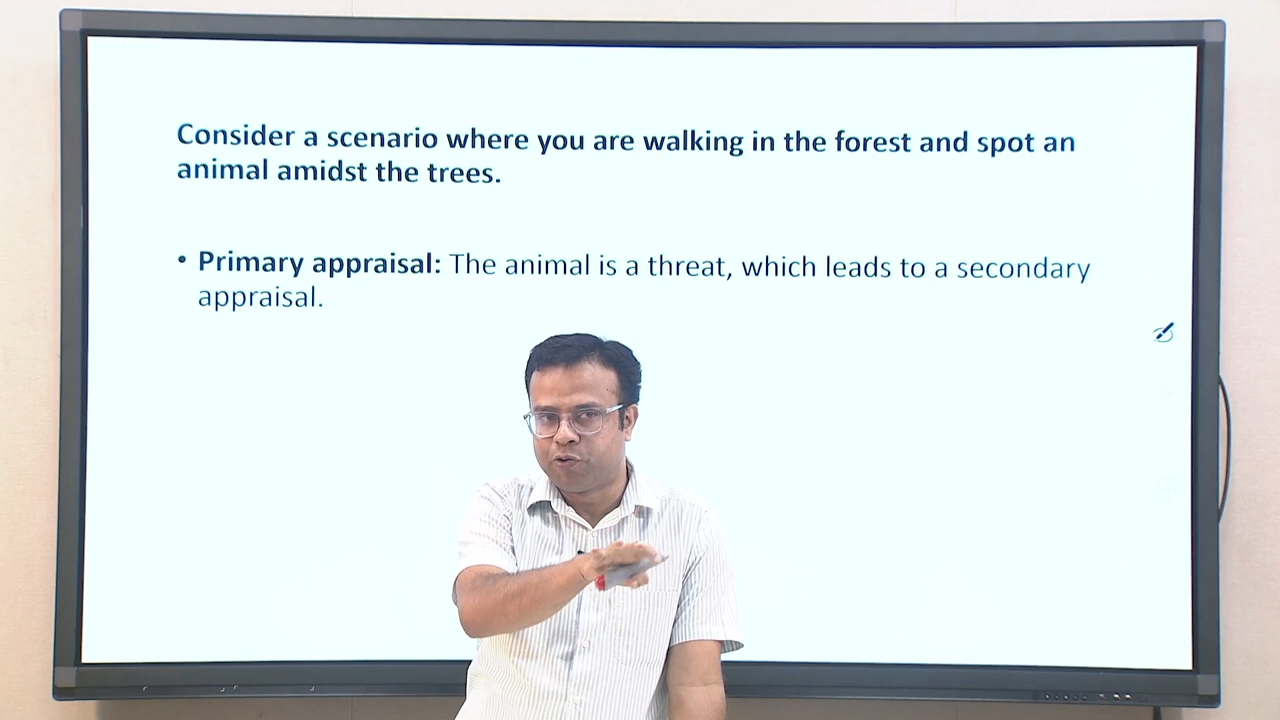 Consider a scenario where you are walking in the forest and spot an
animal amidst the trees.
• Primary appraisal: The animal is a threat, which leads to a secondary
appraisal.